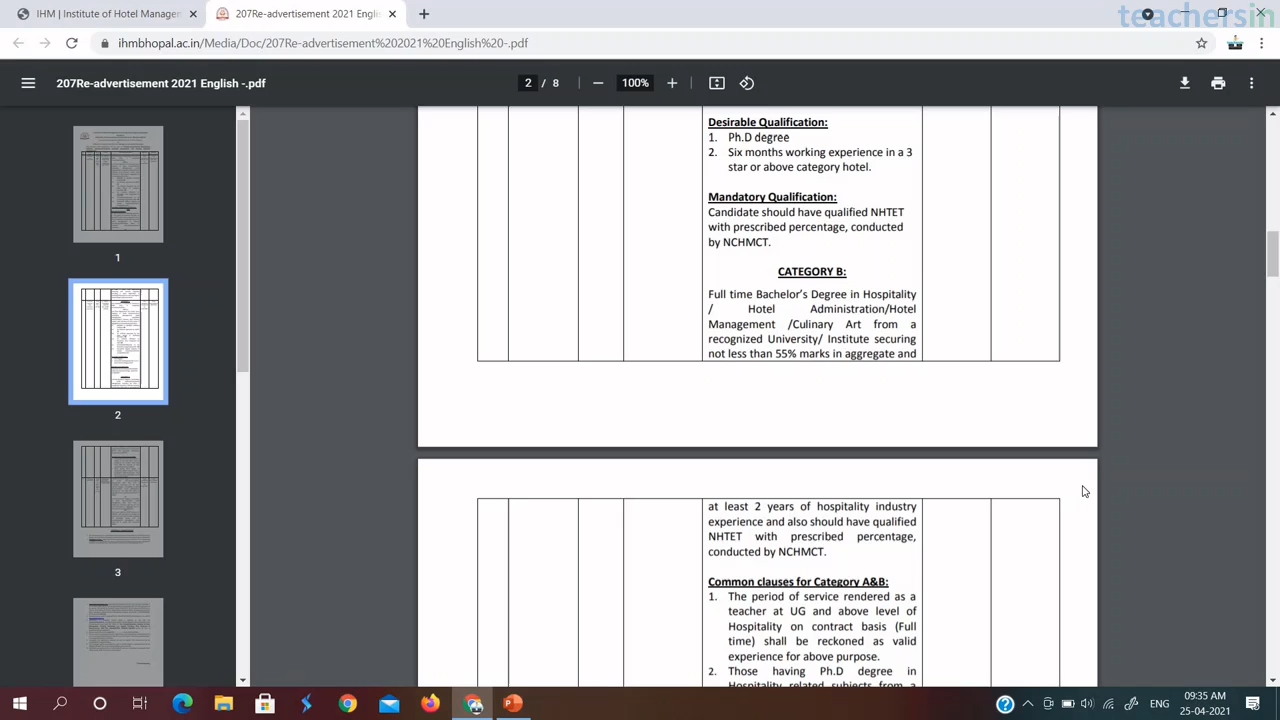 IHM | Institute of Hotel Manager
207Re-advertisement 2021 Englis
teachersin
ihmbhopal.ac.in/Media/Doc/207Re-advertisement%202021%20English%20-.pdf
207Re-advertisement 2021 English -.pdf
2 / 8
100%
1
2
3
Desirable Qualification:
1. Ph.D degree
2. Six months working experience in a 3
star or above category hotel.
Mandatory Qualification:
Candidate should have qualified NHTET
with prescribed percentage, conducted
by NCHMCT.
CATEGORY B:
Full time Bachelor's Degree in Hospitality
/ Hotel Administration/Hotel
Management /Culinary Art from a
recognized University/ Institute securing
not less than 55% marks in aggregate and
at least 2 years of hospitality industry
experience and also should have qualified
NHTET with prescribed percentage,
conducted by NCHMCT.
Common clauses for Category A&B:
1. The period of service rendered as a
teacher at UG and above level of
Hospitality on contract basis (Full
time) shall be reckoned as valid
experience for above purpose.
2. Those having Ph.D degree in
Hospitality related subjects from a
ENG
09:35 AM
25-04-2021